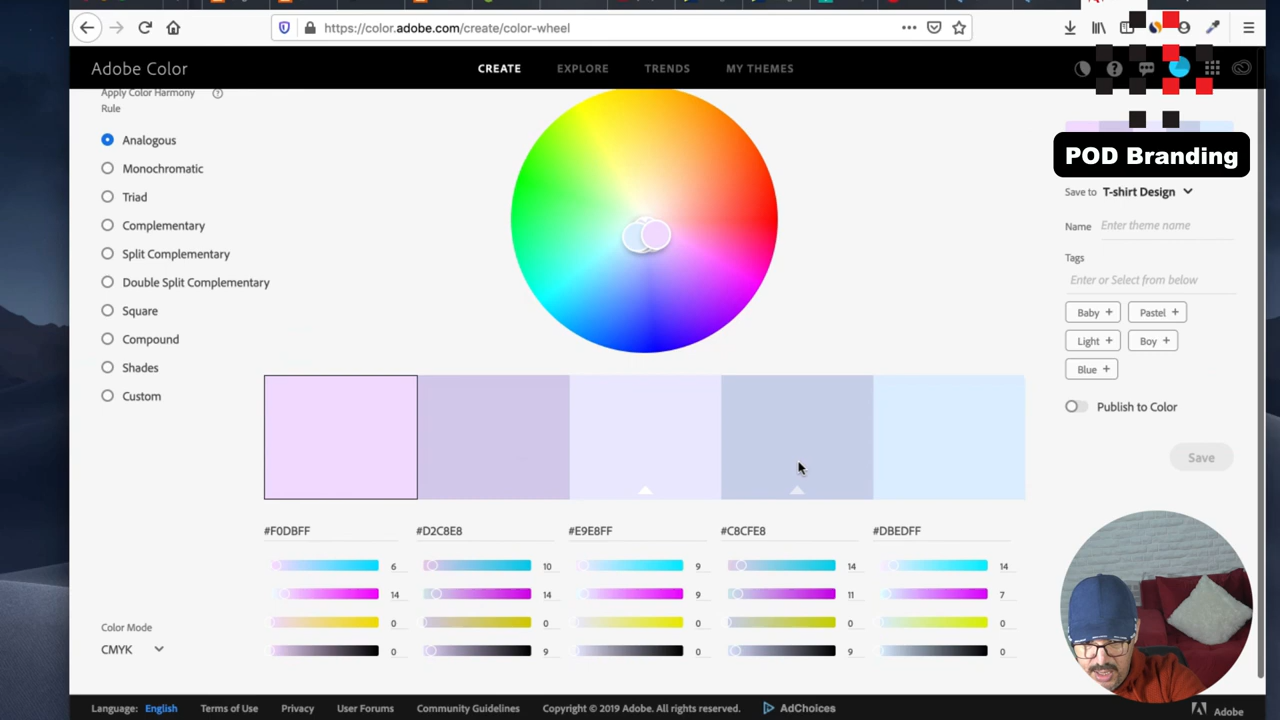 https://color.adobe.com/create/color-wheel
Adobe Color
CREATE
EXPLORE
TRENDS
MY THEMES
Apply Color Harmony
Rule
Analogous
Monochromatic
Triad
Complementary
Split Complementary
Double Split Complementary
Square
Compound
Shades
Custom
POD Branding
Save to T-shirt Design
Name Enter theme name
Tags
Enter or Select from below
Baby +
Pastel +
Light +
Boy +
Blue +
Publish to Color
Save
#F0DBFF
#D2C8E8
#E9E8FF
#C8CFE8
#DBEDFF
6
10
9
14
14
14
14
9
11
7
0
0
0
0
0
0
9
0
9
0
Color Mode
CMYK
Language: English
Terms of Use
Privacy
User Forums
Community Guidelines
Copyright © 2019 Adobe. All rights reserved.
AdChoices
Adobe